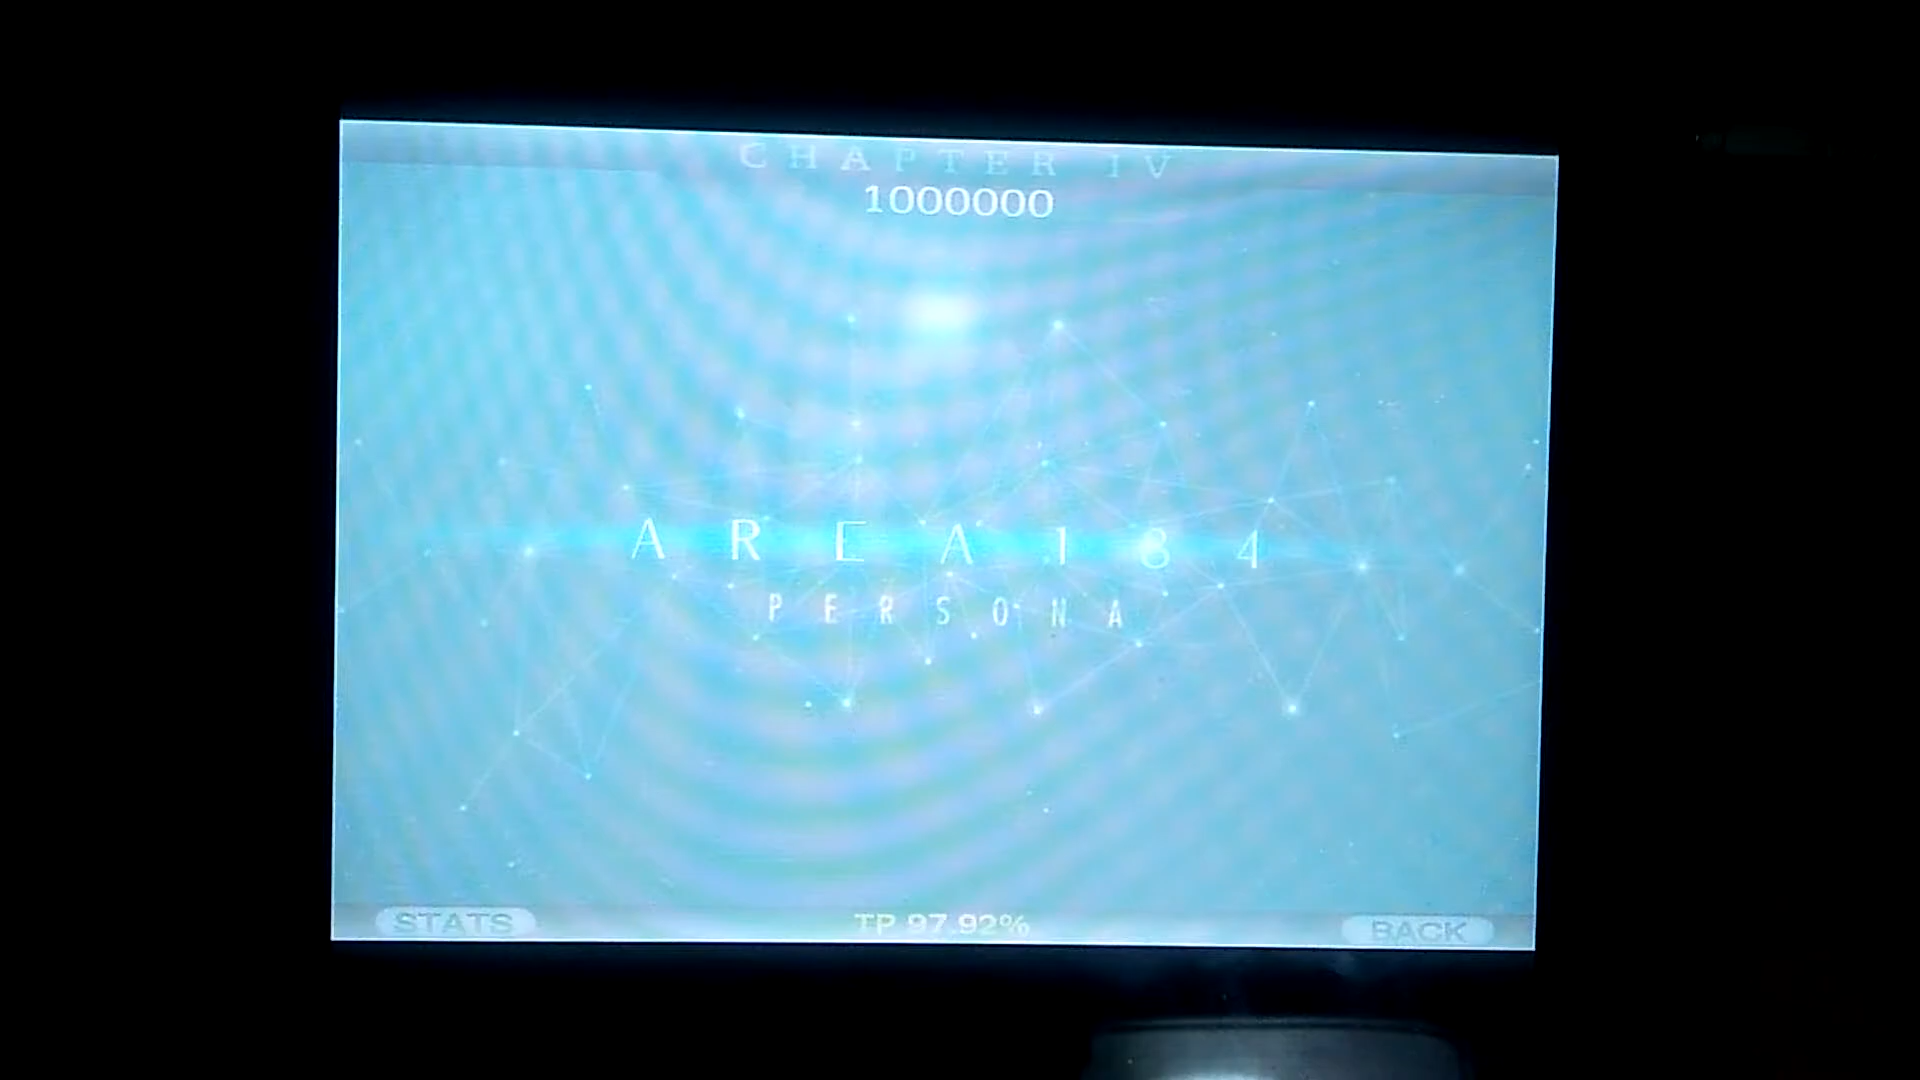 CHAPTER IV
1000000
AREA184
PERSONA
STATS
TP 97.92%
BACK